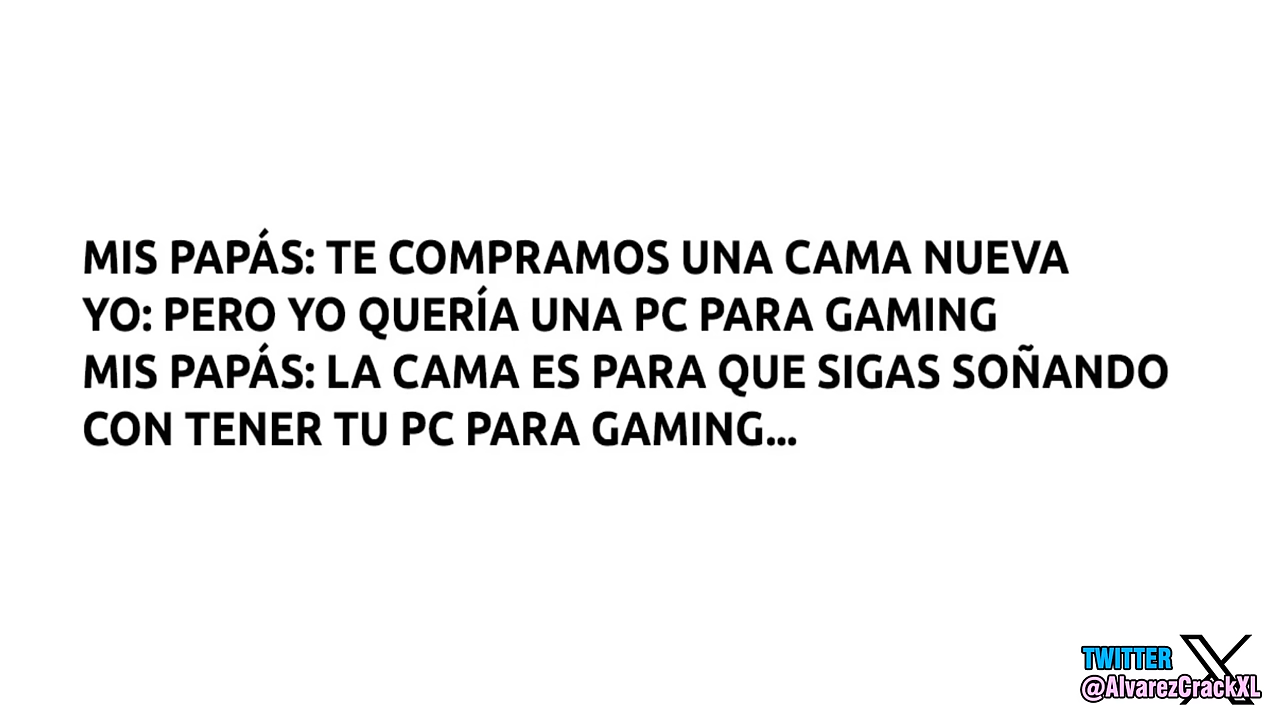 MIS PAPÁS: TE COMPRAMOS UNA CAMA NUEVA
YO: PERO YO QUERÍA UNA PC PARA GAMING
MIS PAPÁS: LA CAMA ES PARA QUE SIGAS SOÑANDO
CON TENER TU PC PARA GAMING...
TWITTER X
@AlvarezCrackXL